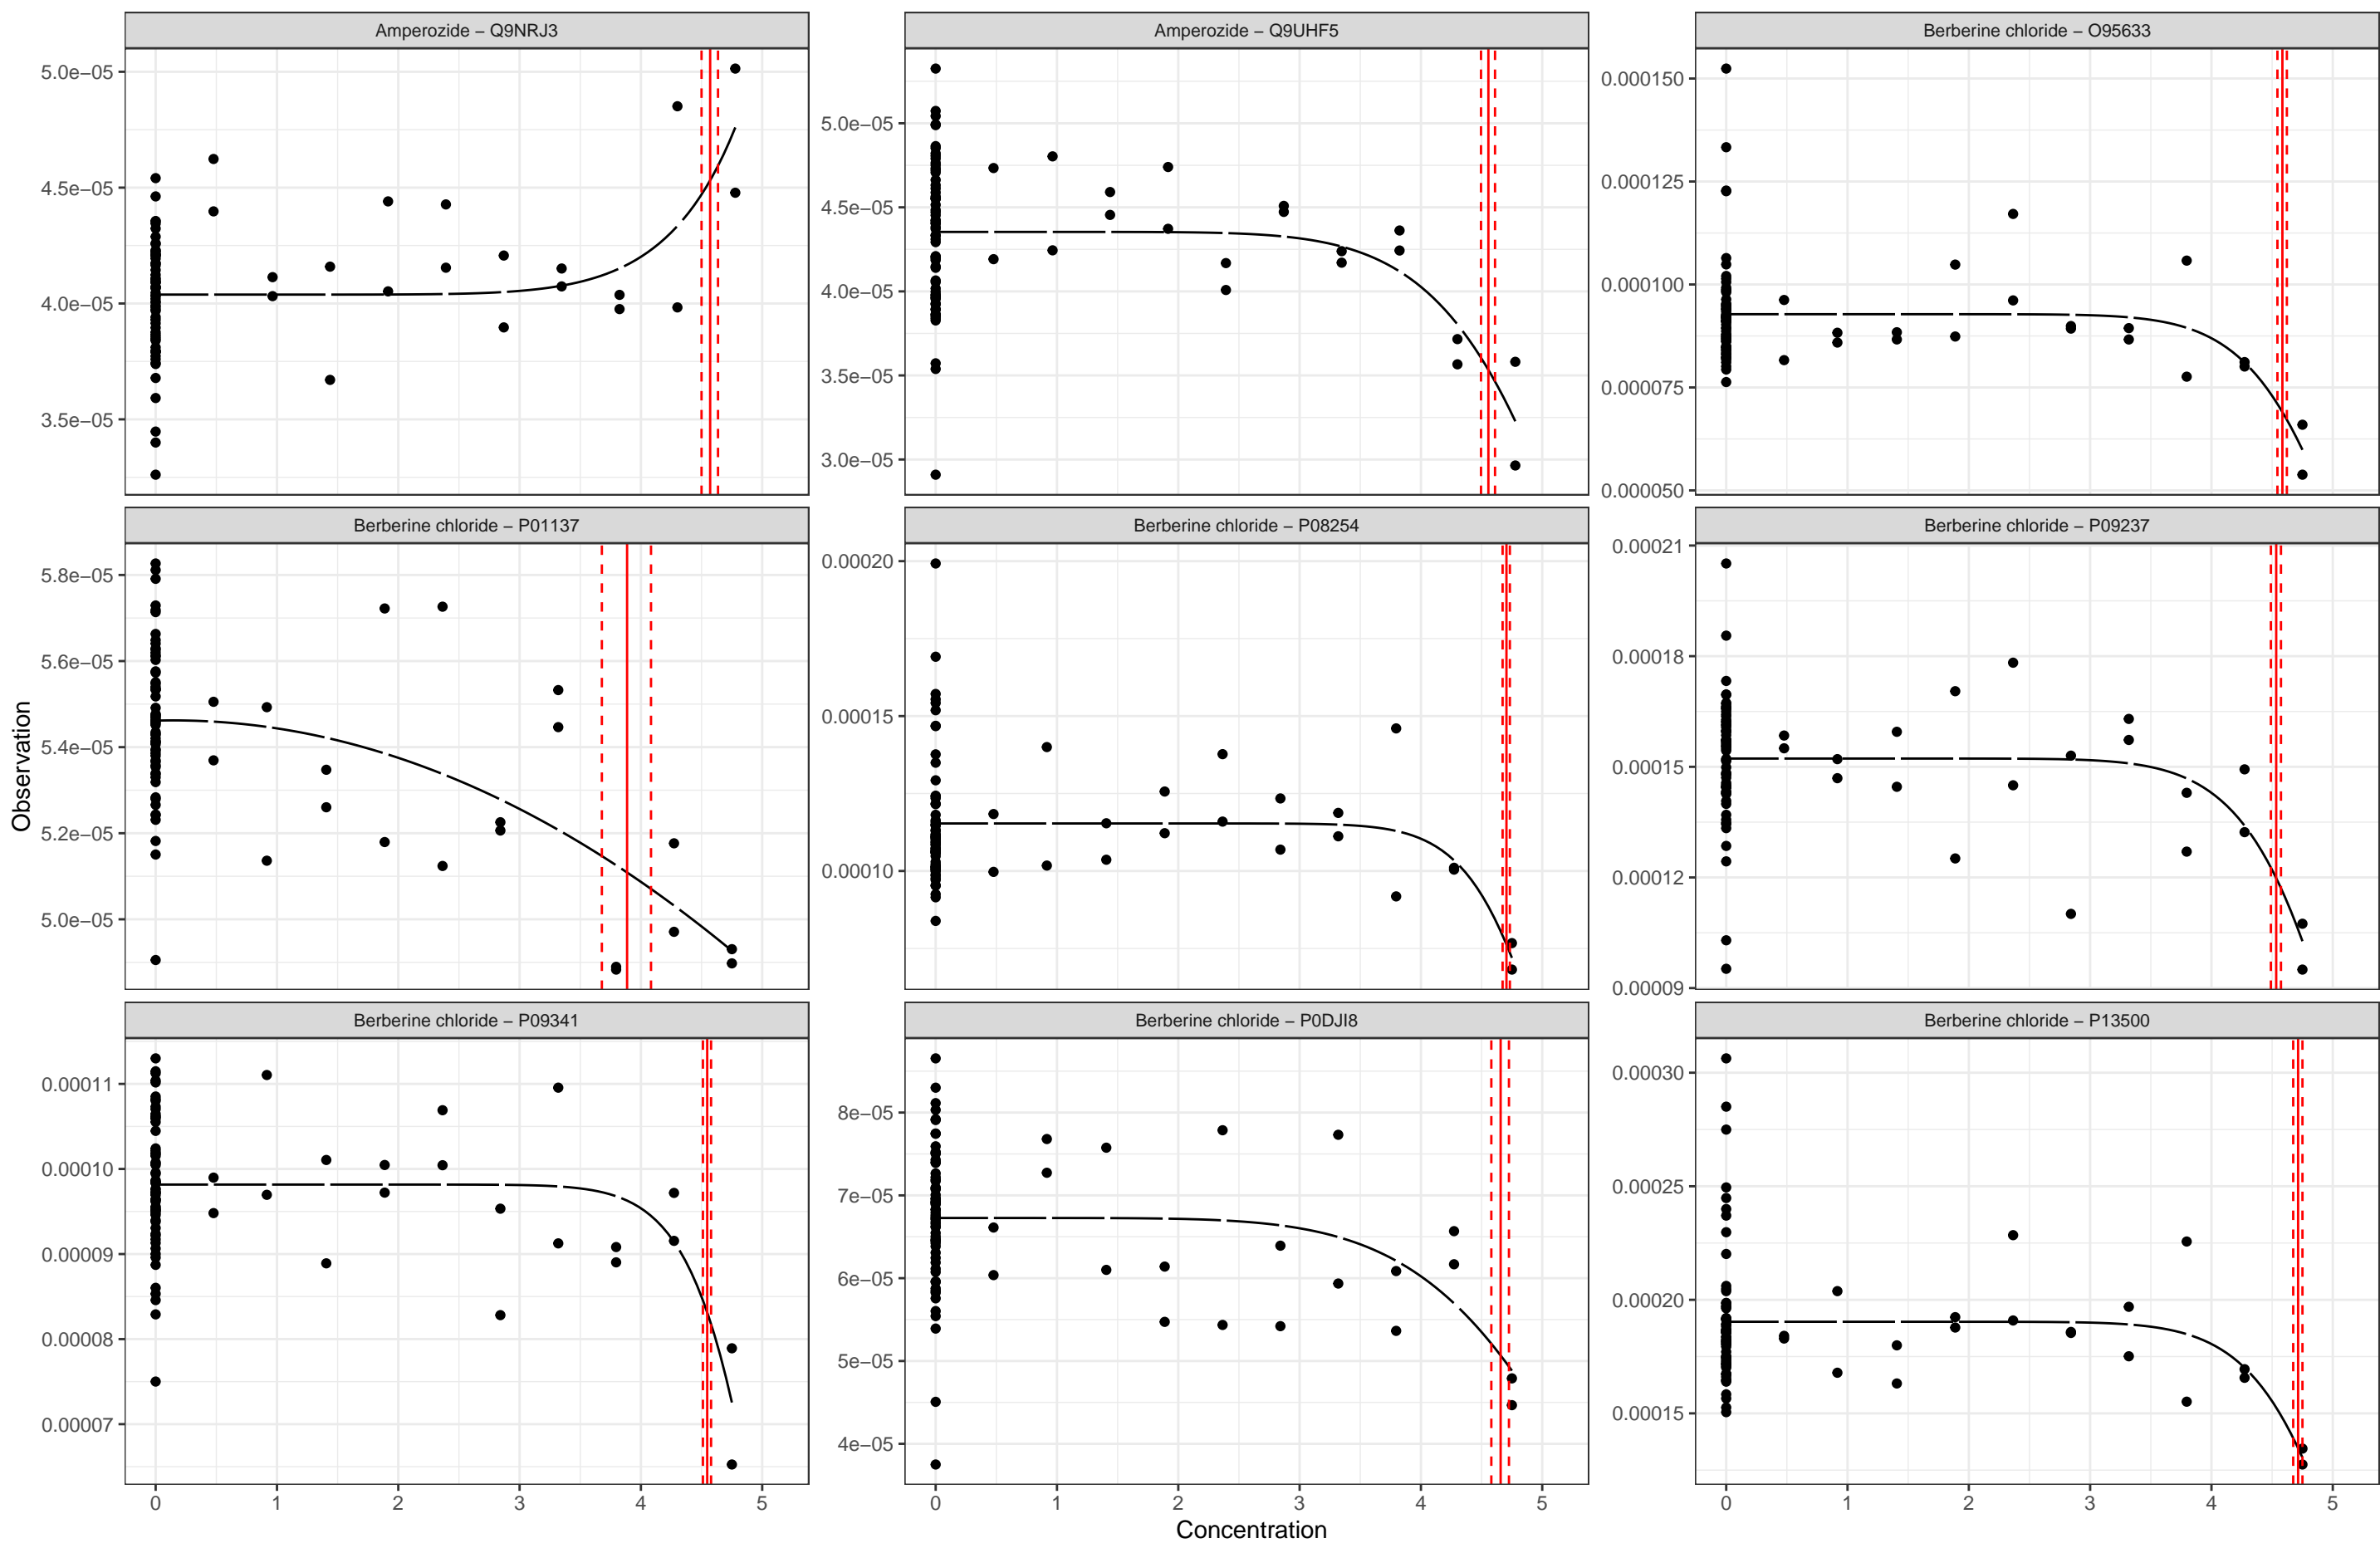 Amperozide − Q9NRJ3
Amperozide − Q9UHF5
Berberine chloride − O95633
5.0e−05
4.5e−05
4.0e−05
3.5e−05
5.0e−05
4.5e−05
4.0e−05
3.5e−05
3.0e−05
0.000150
0.000125
0.000100
0.000075
0.000050
Berberine chloride − P01137
Berberine chloride − P08254
Berberine chloride − P09237
5.8e−05
5.6e−05
5.4e−05
5.2e−05
5.0e−05
0.00020
0.00015
0.00010
0.00021
0.00018
0.00015
0.00012
0.00009
Observation
Berberine chloride − P09341
Berberine chloride − P0DJI8
Berberine chloride − P13500
0.00011
0.00010
0.00009
0.00008
0.00007
8e−05
7e−05
6e−05
5e−05
4e−05
0.00030
0.00025
0.00020
0.00015
0 1 2 3 4 5
0 1 2 3 4 5
0 1 2 3 4 5
Concentration